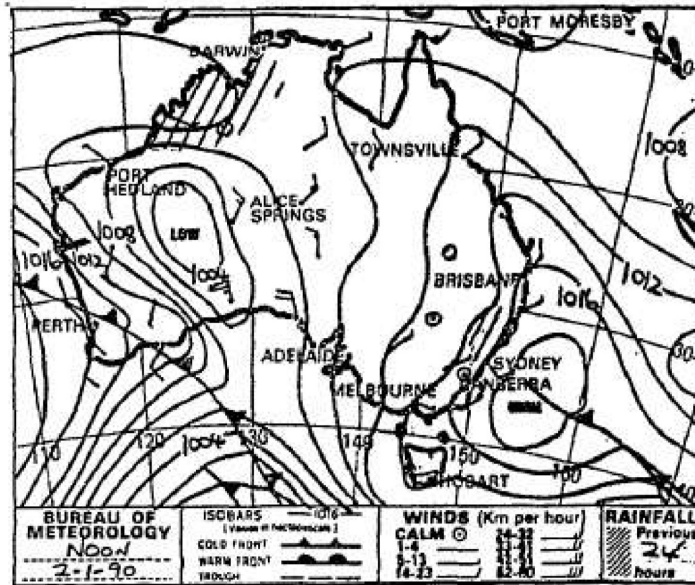 PORT MORESBY
DARWIN
1008
TOWNSVILLE
PORT
HEDLAND
ALICE
SPRINGS
LOW
1008
1016
1012
1004
BRISBANE
1012
1016
PERTH
ADELAIDE
SYDNEY
MELBOURNE
CANBERRA
1004
110
120
130
140
150
160
HOBART
BUREAU OF
METEOROLOGY
NOON
2-1-90
ISOBARS 1016
COLD FRONT
WARM FRONT
TROUGH
WINDS (Km per hour)
CALM 24-32
1-4
5-13
14-23
RAINFALL
Previous
24
hours